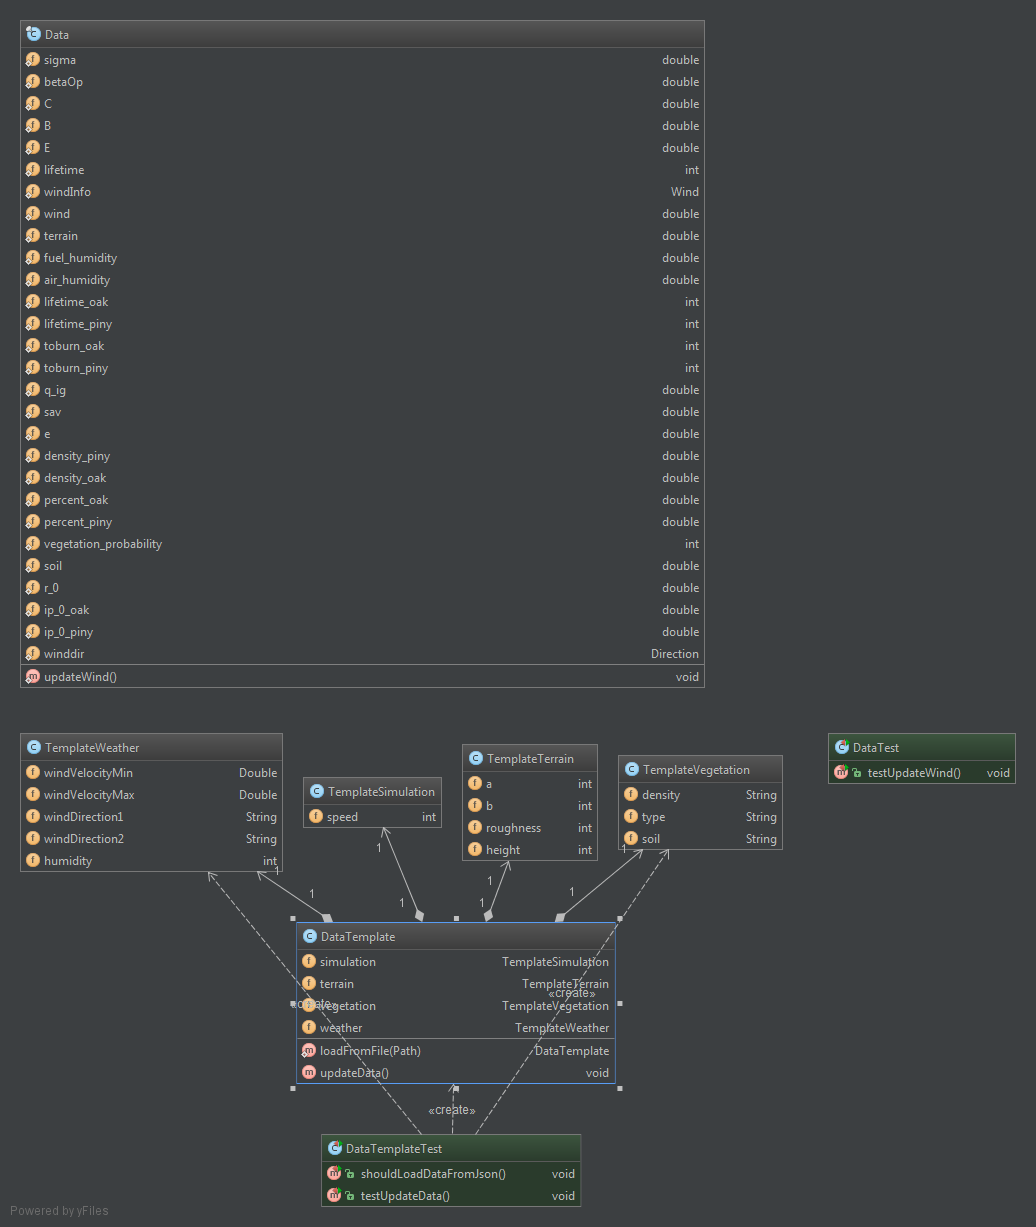 Data
sigma double
betaOp double
C double
B double
E double
lifetime int
windInfo Wind
wind double
terrain double
fuel_humidity double
air_humidity double
lifetime_oak int
lifetime_piny int
toburn_oak int
toburn_piny int
q_ig double
sav double
e double
density_piny double
density_oak double
percent_oak double
percent_piny double
vegetation_probability int
soil double
r_0 double
ip_0_oak double
ip_0_piny double
winddir Direction
updateWind() void
TemplateWeather
windVelocityMin Double
windVelocityMax Double
windDirection1 String
windDirection2 String
humidity int
TemplateSimulation
speed int
TemplateTerrain
a int
b int
roughness int
height int
TemplateVegetation
density String
type String
soil String
DataTest
testUpdateWind() void
1
1
1
1
1
1
1
1
DataTemplate
simulation TemplateSimulation
terrain TemplateTerrain
«create»
«create»
vegetation TemplateVegetation
weather TemplateWeather
loadFromFile(Path) DataTemplate
updateData() void
«create»
DataTemplateTest
shouldLoadDataFromJson() void
testUpdateData() void
Powered by yFiles